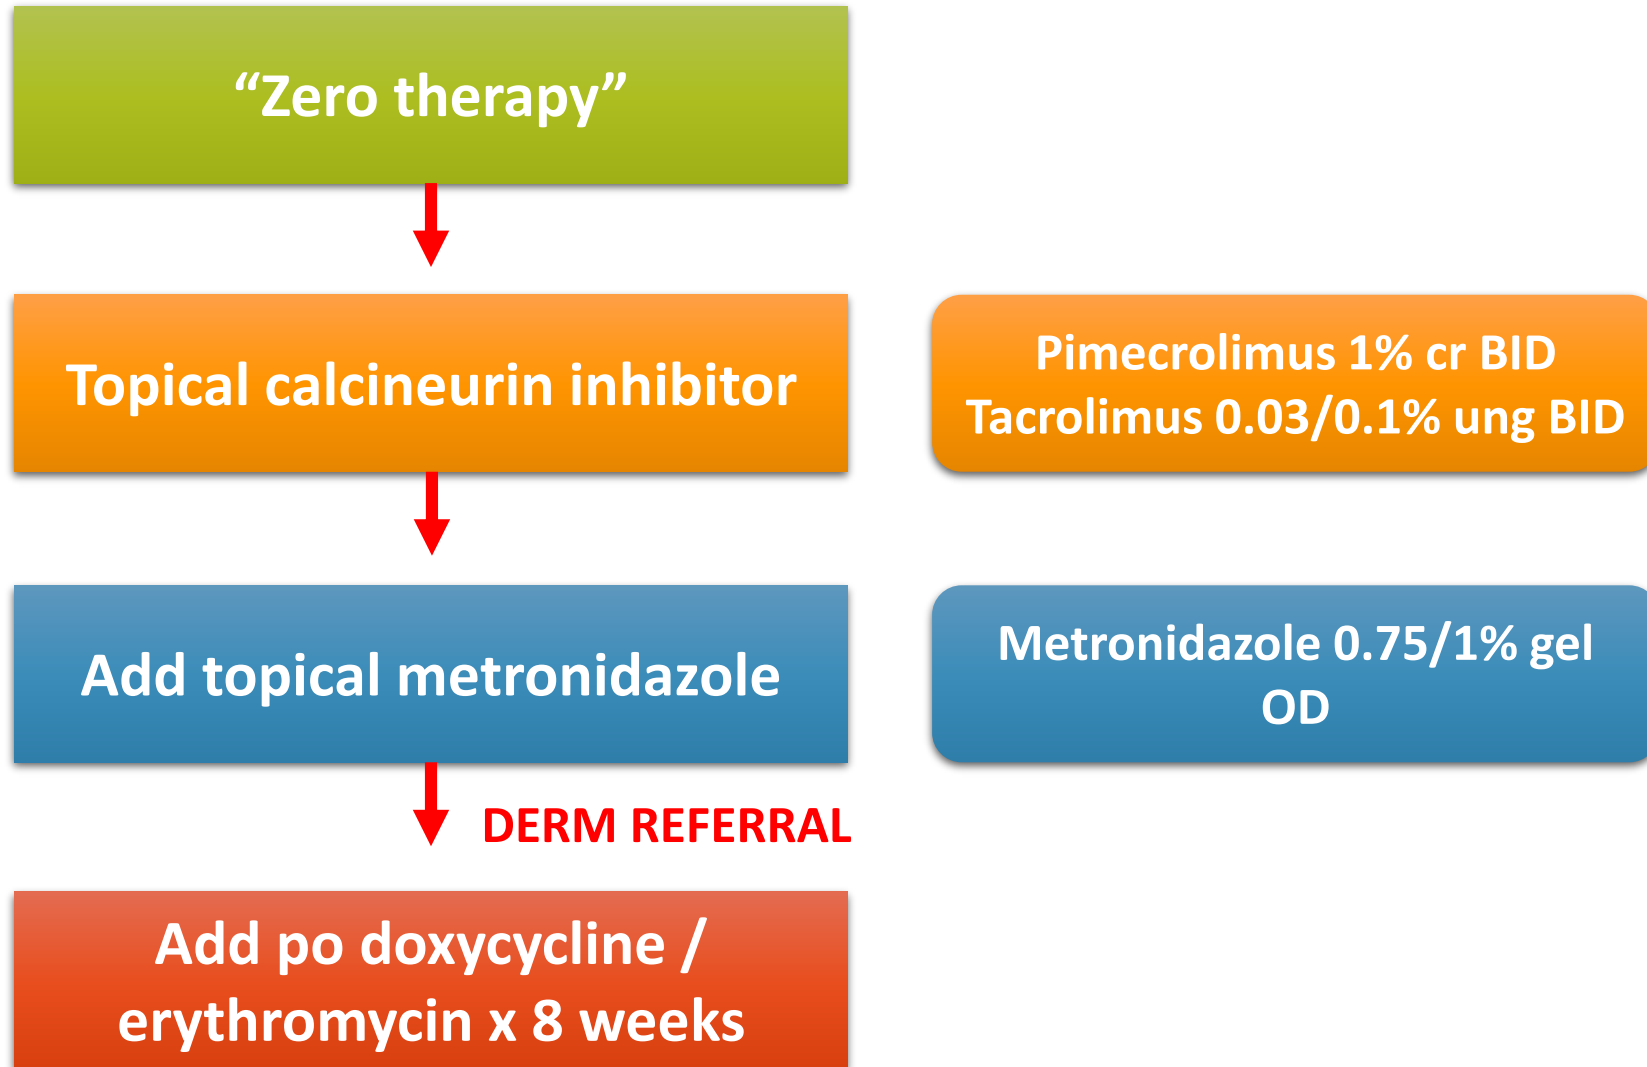 “Zero therapy”
Topical calcineurin inhibitor
Pimecrolimus 1% cr BID
Tacrolimus 0.03/0.1% ung BID
Add topical metronidazole
Metronidazole 0.75/1% gel
OD
DERM REFERRAL
Add po doxycycline /
erythromycin x 8 weeks